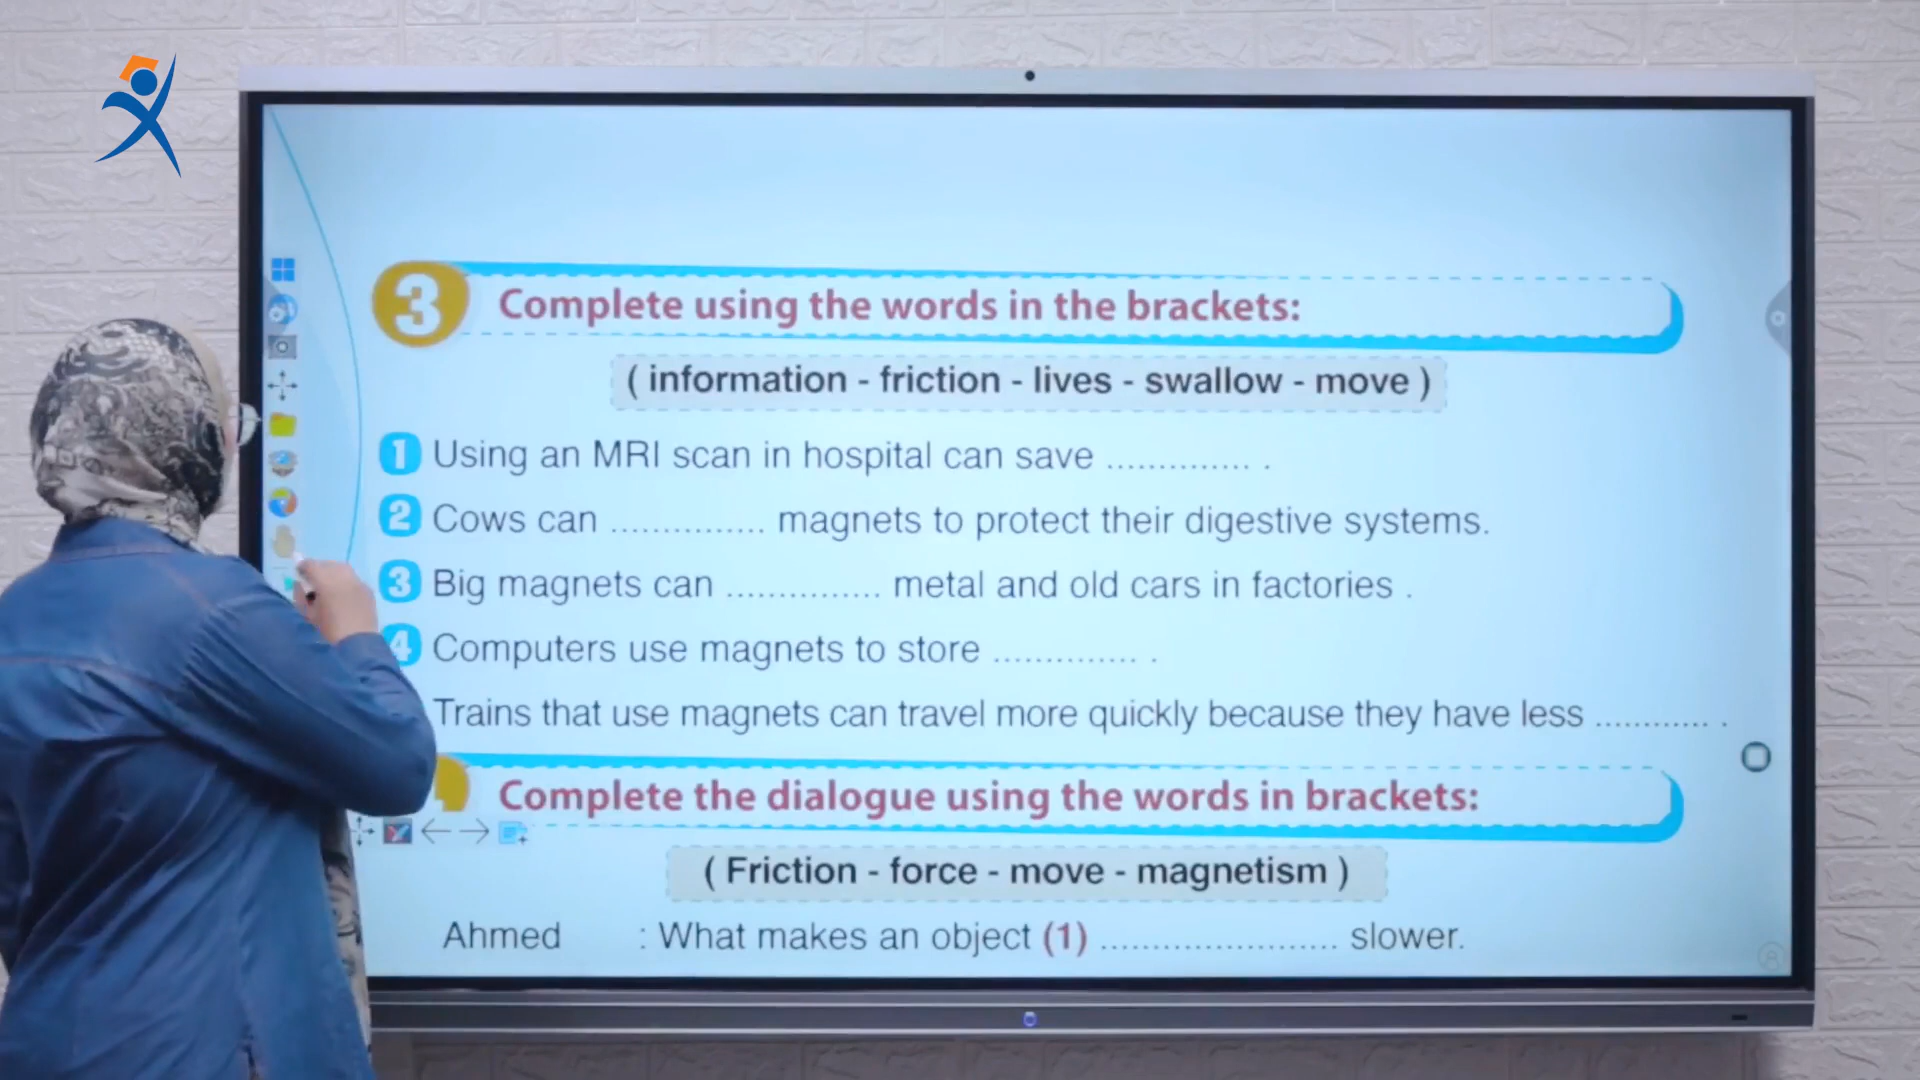 3 Complete using the words in the brackets:
( information - friction - lives - swallow - move )
1 Using an MRI scan in hospital can save .............. .
2 Cows can ............... magnets to protect their digestive systems.
3 Big magnets can ............... metal and old cars in factories .
4 Computers use magnets to store .............. .
Trains that use magnets can travel more quickly because they have less ............ .
Complete the dialogue using the words in brackets:
( Friction - force - move - magnetism )
Ahmed : What makes an object (1) ....................... slower.